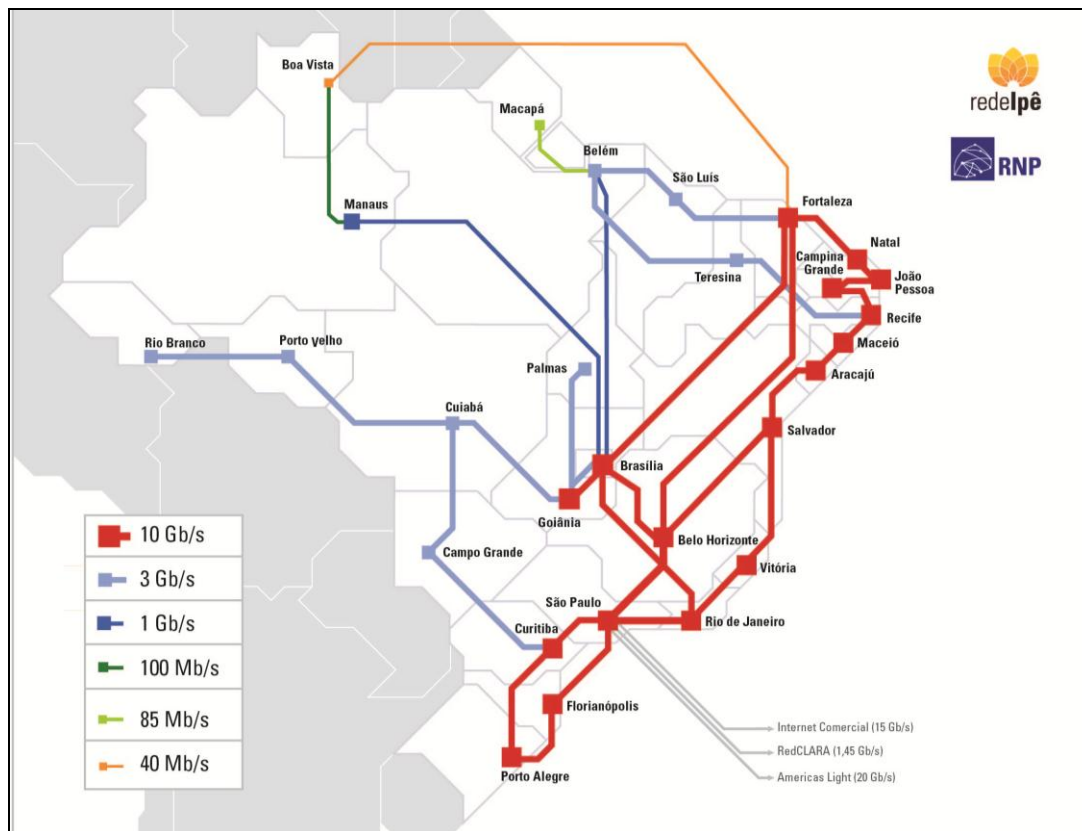 Boa Vista
Macapá
Belém
São Luís
redeIpê
RNP
Manaus
Fortaleza
Natal
Campina
Grande
João
Pessoa
Teresina
Recife
Rio Branco
Porto Velho
Maceió
Palmas
Aracajú
Cuiabá
Salvador
Brasília
Goiânia
Belo Horizonte
Campo Grande
Vitória
São Paulo
Rio de Janeiro
Curitiba
Florianópolis
Porto Alegre
10 Gb/s
3 Gb/s
1 Gb/s
100 Mb/s
85 Mb/s
40 Mb/s
Internet Comercial (15 Gb/s)
RedCLARA (1,45 Gb/s)
Americas Light (20 Gb/s)